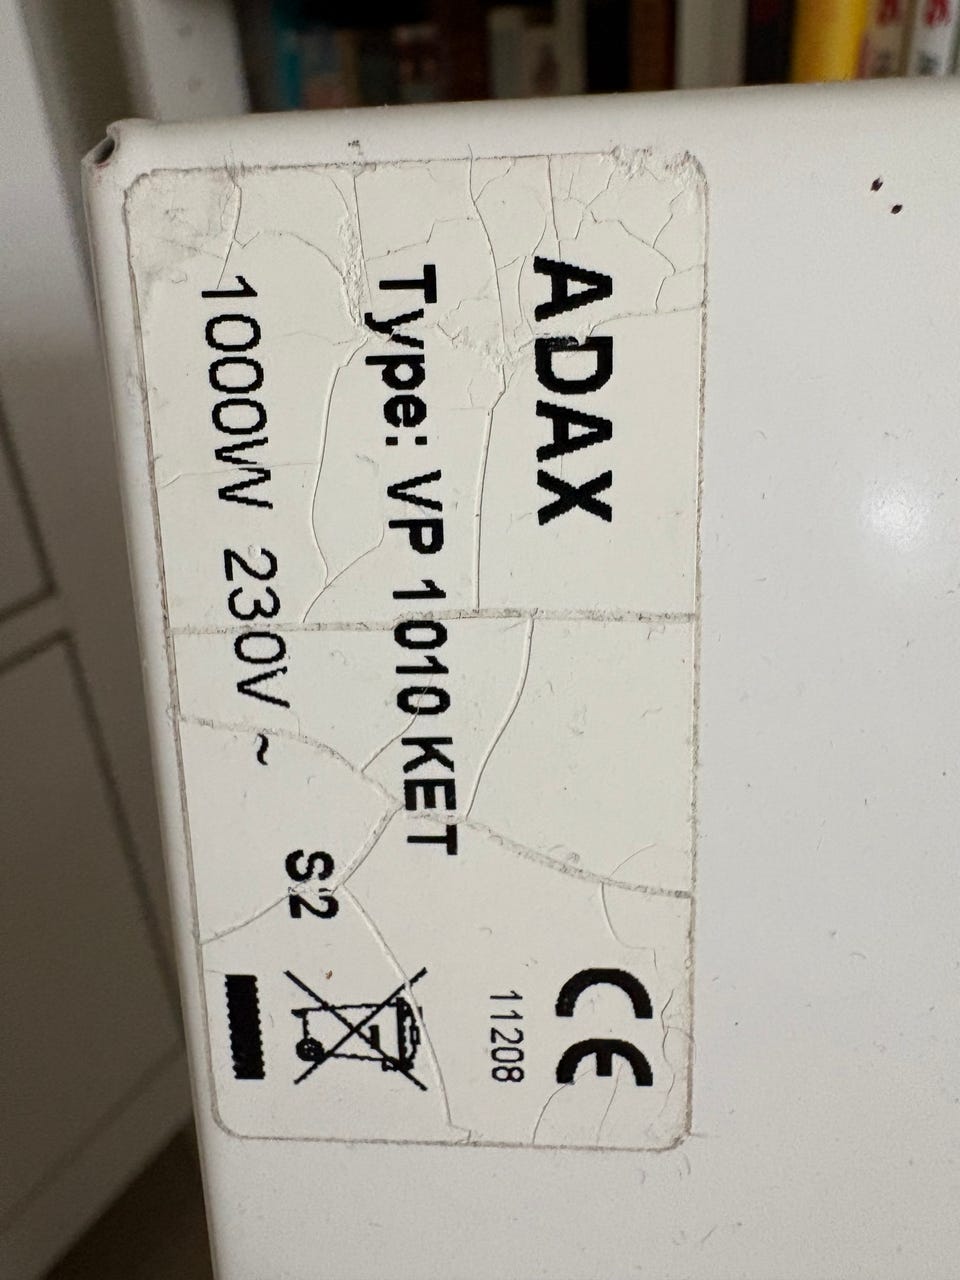 ADAX
CE
11208
Type: VP 1010 KET
1000W 230V ~ S2